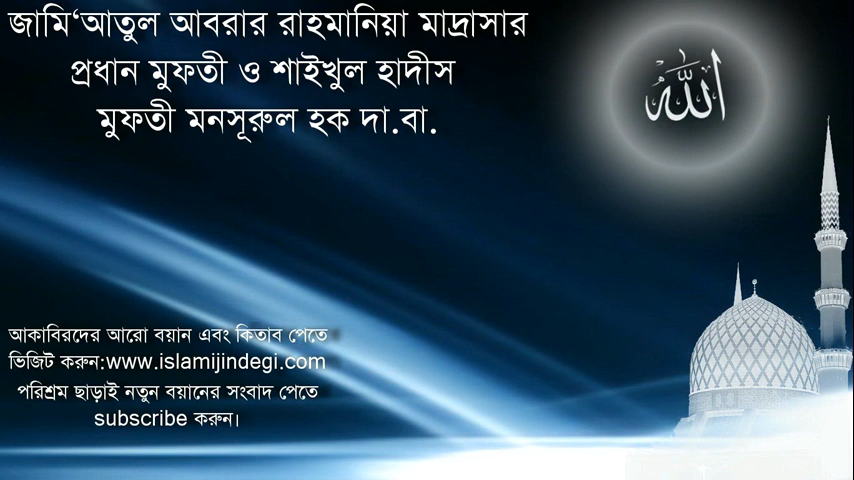 জামি‘আতুল আবরার রাহমানিয়া মাদ্রাসার
প্রধান মুফতী ও শাইখুল হাদীস
মুফতী মনসূরুল হক দা.বা.
الله
আকাবিরদের আরো বয়ান এবং কিতাব পেতে
ভিজিট করুন:www.islamijindegi.com
পরিশ্রম ছাড়াই নতুন বয়ানের সংবাদ পেতে
subscribe করুন।